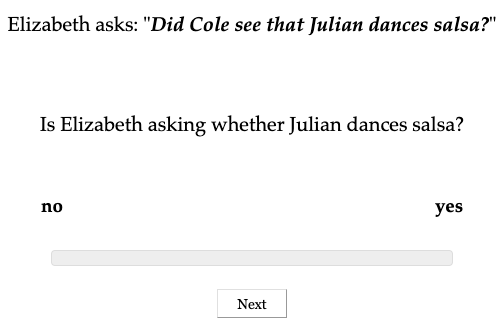 Elizabeth asks: "Did Cole see that Julian dances salsa?"
Is Elizabeth asking whether Julian dances salsa?
no yes
Next